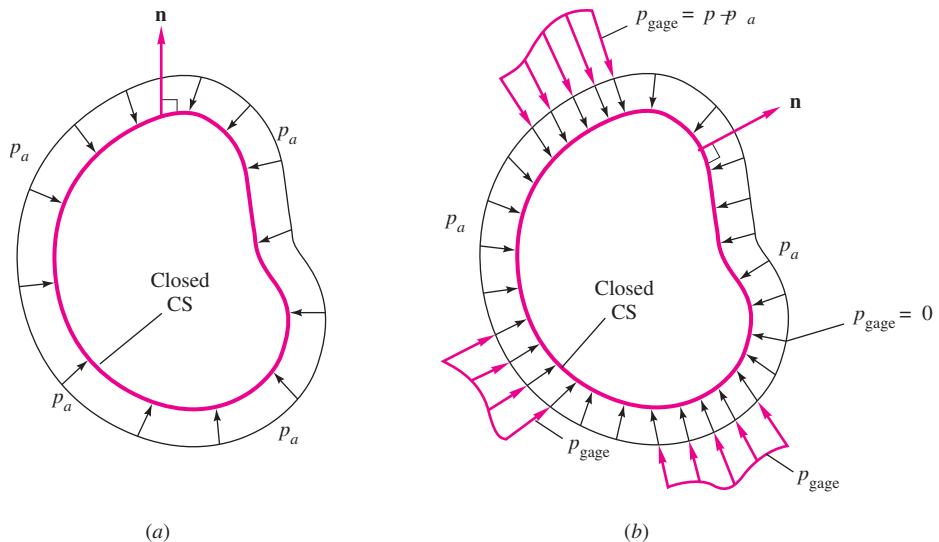 n
p_a
p_a
Closed
CS
p_a
p_a
(a)
p_gage = p – p_a
n
p_a
p_a
Closed
CS
p_gage = 0
p_gage
p_gage
(b)